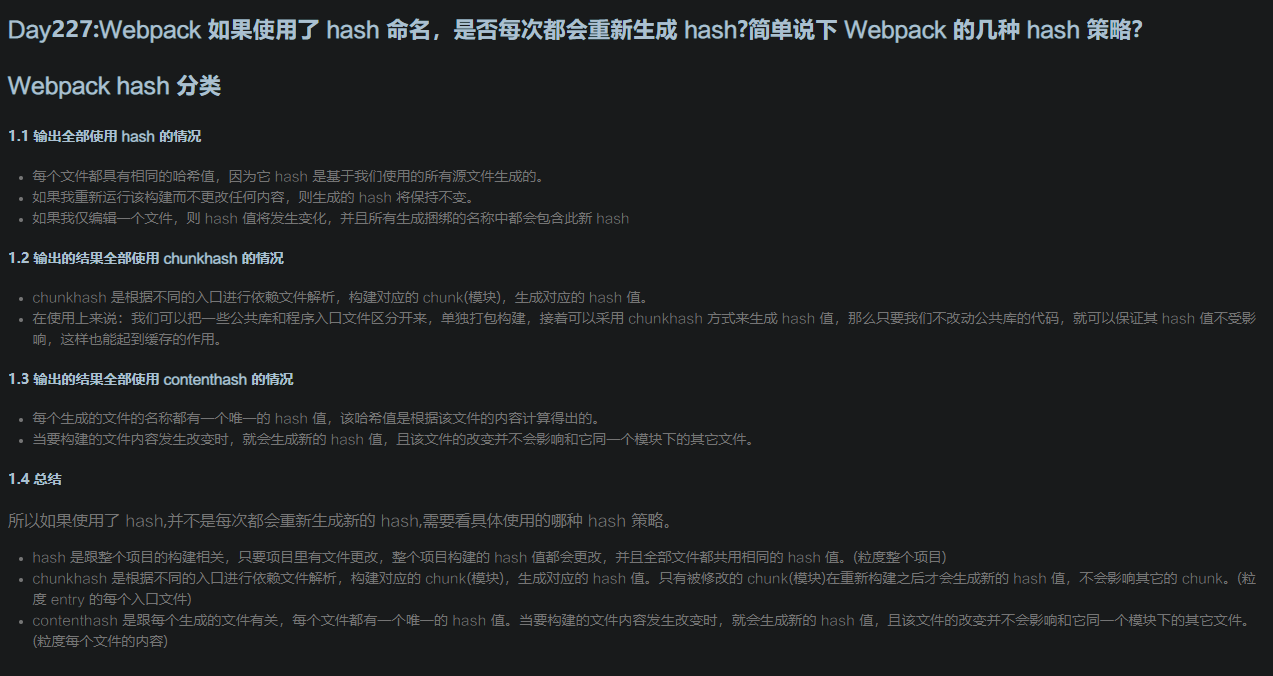 Day227:Webpack 如果使用了 hash 命名，是否每次都会重新生成 hash?简单说下 Webpack 的几种 hash 策略?
Webpack hash 分类
1.1 输出全部使用 hash 的情况
• 每个文件都具有相同的哈希值，因为它 hash 是基于我们使用的所有源文件生成的。
• 如果我重新运行该构建而不更改任何内容，则生成的 hash 将保持不变。
• 如果我仅编辑一个文件，则 hash 值将发生变化，并且所有生成捆绑的名称中都会包含此新 hash
1.2 输出的结果全部使用 chunkhash 的情况
• chunkhash 是根据不同的入口进行依赖文件解析，构建对应的 chunk(模块)，生成对应的 hash 值。
• 在使用上来说：我们可以把一些公共库和程序入口文件区分开来，单独打包构建，接着可以采用 chunkhash 方式来生成 hash 值，那么只要我们不改动公共库的代码，就可以保证其 hash 值不受影
响，这样也能起到缓存的作用。
1.3 输出的结果全部使用 contenthash 的情况
• 每个生成的文件的名称都有一个唯一的 hash 值，该哈希值是根据该文件的内容计算得出的。
• 当要构建的文件内容发生改变时，就会生成新的 hash 值，且该文件的改变并不会影响和它同一个模块下的其它文件。
1.4 总结
所以如果使用了 hash,并不是每次都会重新生成新的 hash,需要看具体使用的哪种 hash 策略。
• hash 是跟整个项目的构建相关，只要项目里有文件更改，整个项目构建的 hash 值都会更改，并且全部文件都共用相同的 hash 值。(粒度整个项目)
• chunkhash 是根据不同的入口进行依赖文件解析，构建对应的 chunk(模块)，生成对应的 hash 值。只有被修改的 chunk(模块)在重新构建之后才会生成新的 hash 值，不会影响其它的 chunk。(粒
度 entry 的每个入口文件)
• contenthash 是跟每个生成的文件有关，每个文件都有一个唯一的 hash 值。当要构建的文件内容发生改变时，就会生成新的 hash 值，且该文件的改变并不会影响和它同一个模块下的其它文件。
(粒度每个文件的内容)